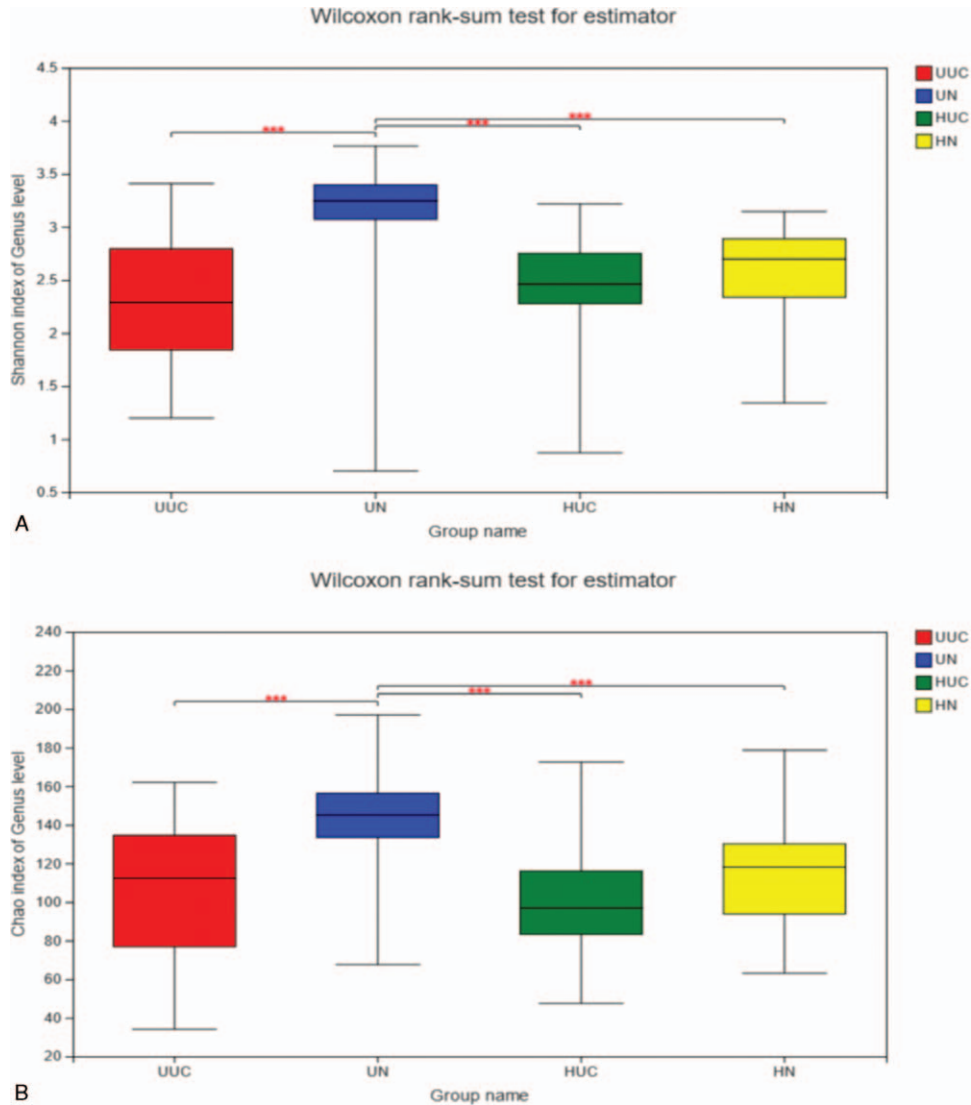 Wilcoxon rank-sum test for estimator
4.5
4
3.5
3
2.5
2
1.5
1
0.5
Shannon index of Genus level
*** *** ***
UUC
UN
HUC
HN
UUC UN HUC HN
Group name
A
Wilcoxon rank-sum test for estimator
240
220
200
180
160
140
120
100
80
60
40
20
Chao index of Genus level
*** *** ***
UUC
UN
HUC
HN
UUC UN HUC HN
Group name
B